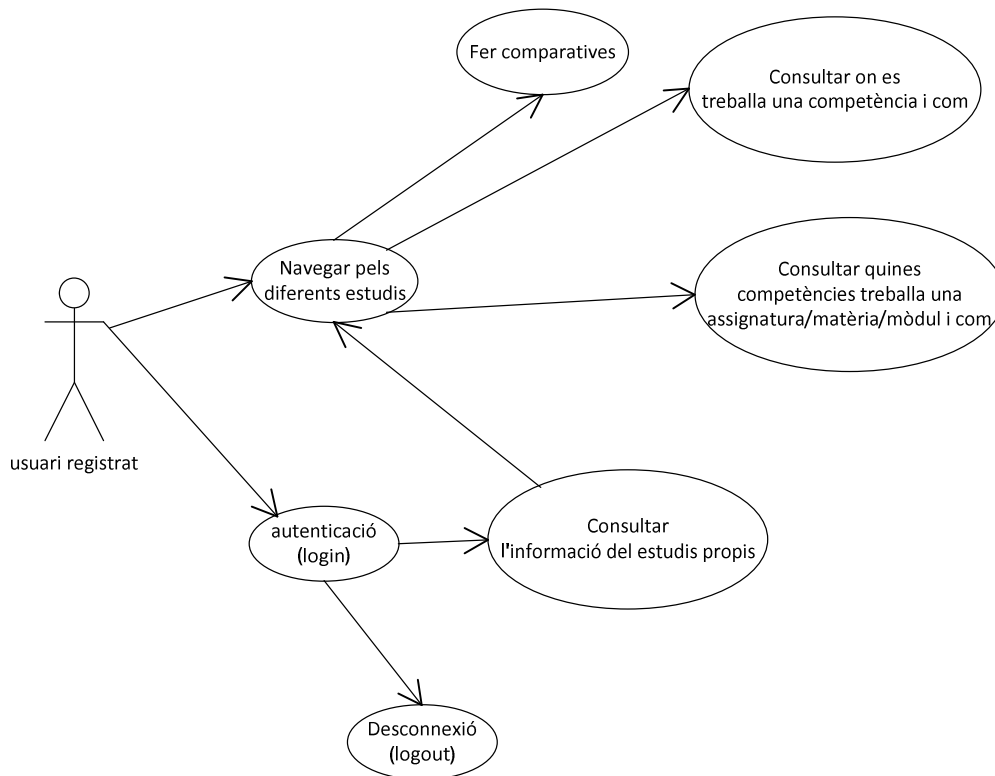 Fer comparatives
Consultar on es
treballa una competència i com
Navegar pels
diferents estudis
Consultar quines
competències treballa una
assignatura/matèria/mòdul i com
usuari registrat
autenticació
(login)
Consultar
l'informació del estudis propis
Desconnexió
(logout)